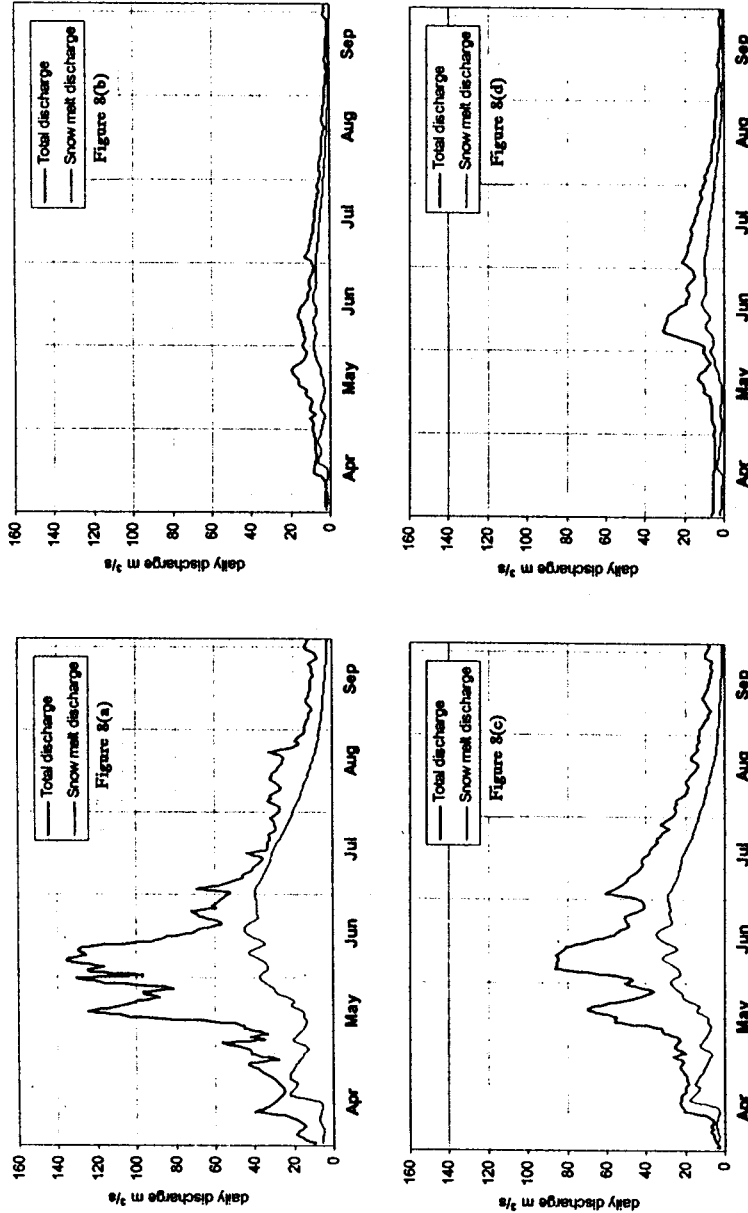 160
140
120
100
80
60
40
20
daily discharge m³/s
Total discharge
Snow melt discharge
Figure 8(a)
Apr
May
Jun
Jul
Aug
Sep
160
140
120
100
80
60
40
20
daily discharge m³/s
Total discharge
Snow melt discharge
Figure 8(b)
Apr
May
Jun
Jul
Aug
Sep
160
140
120
100
80
60
40
20
daily discharge m³/s
Total discharge
Snow melt discharge
Figure 8(c)
Apr
May
Jun
Jul
Aug
Sep
160
140
120
100
80
60
40
20
daily discharge m³/s
Total discharge
Snow melt discharge
Figure 8(d)
Apr
May
Jun
Jul
Aug
Sep